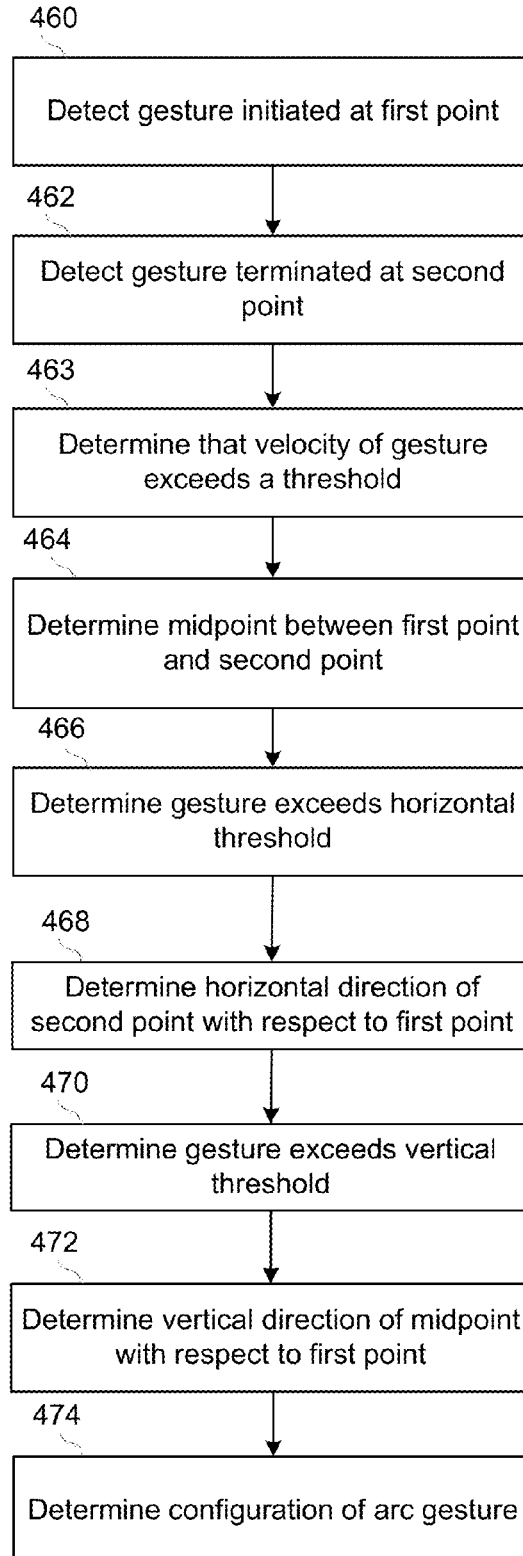 460
Detect gesture initiated at first point
462
Detect gesture terminated at second
point
463
Determine that velocity of gesture
exceeds a threshold
464
Determine midpoint between first point
and second point
466
Determine gesture exceeds horizontal
threshold
468
Determine horizontal direction of
second point with respect to first point
470
Determine gesture exceeds vertical
threshold
472
Determine vertical direction of midpoint
with respect to first point
474
Determine configuration of arc gesture